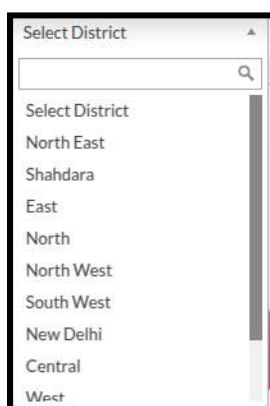 Select District
Select District
North East
Shahdara
East
North
North West
South West
New Delhi
Central
West